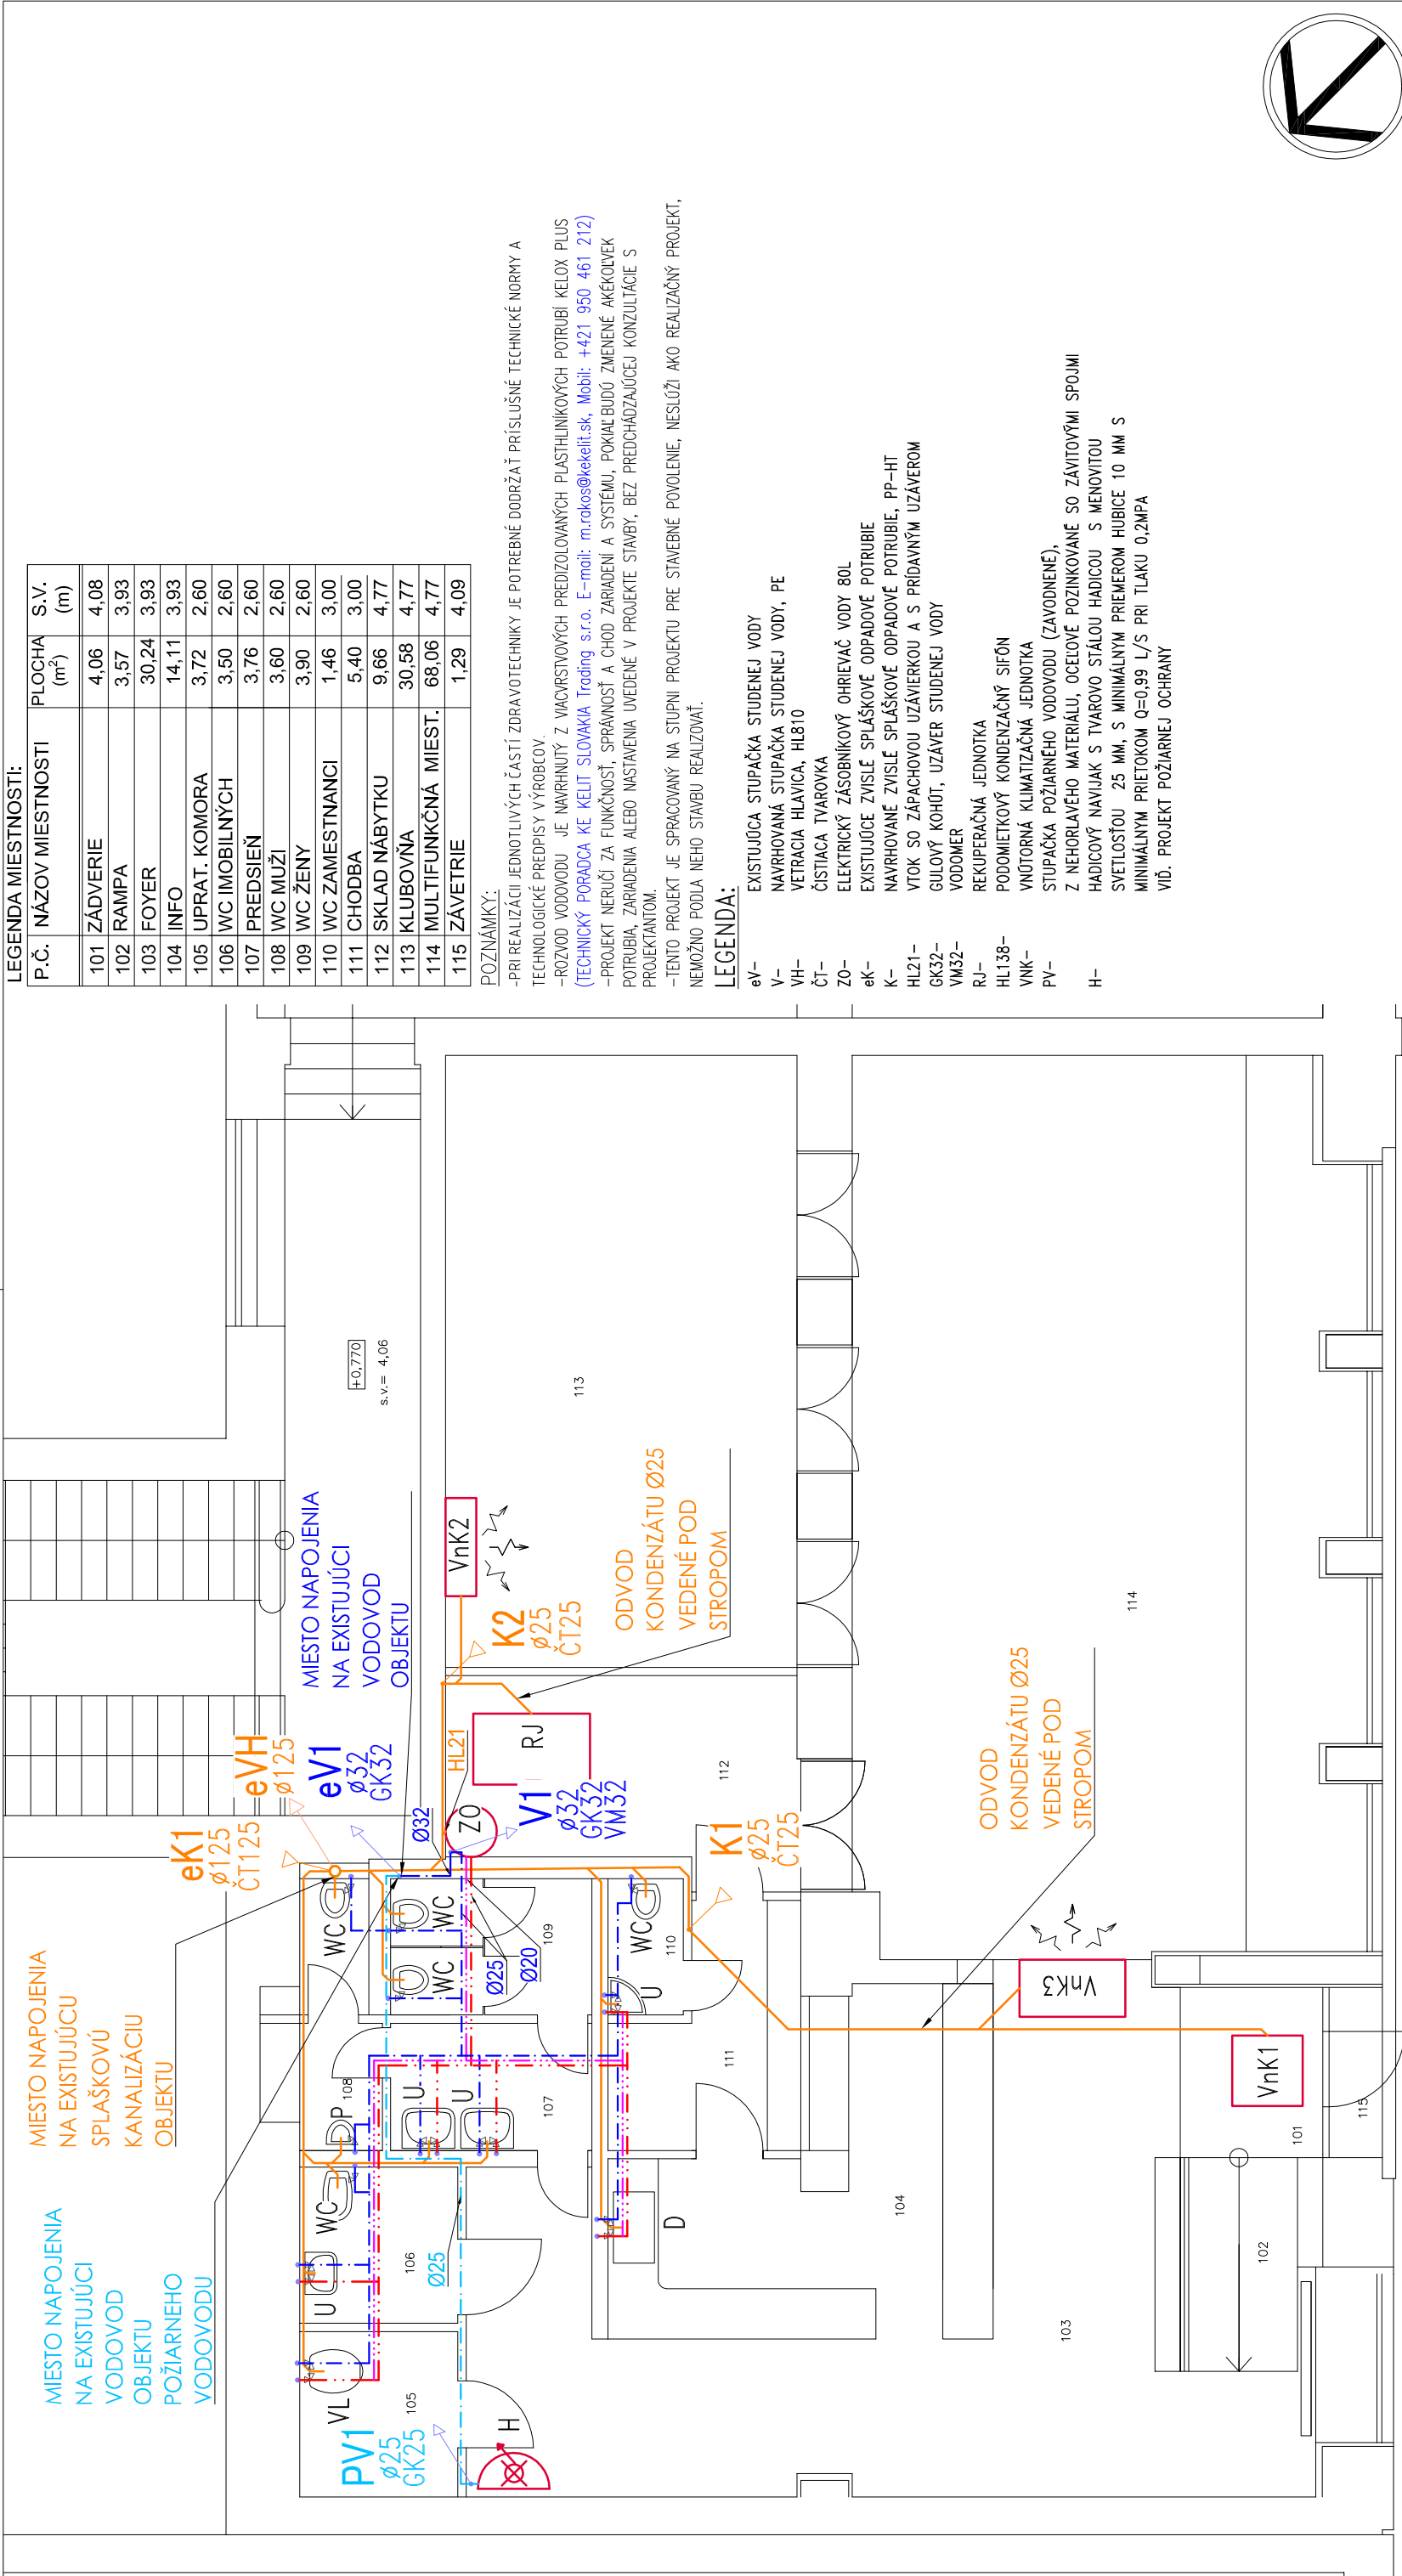 LEGENDA MIESTNOSTI:
P.Č. NÁZOV MIESTNOSTI PLOCHA (m²) S.V. (m)
101 ZÁDVERIE 4,06 4,08
102 RAMPA 3,57 3,93
103 FOYER 30,24 3,93
104 INFO 14,11 3,93
105 UPRAT. KOMORA 3,72 2,60
106 WC IMOBILNÝCH 3,50 2,60
107 PREDSIEŇ 3,76 2,60
108 WC MUŽI 3,60 2,60
109 WC ŽENY 3,90 2,60
110 WC ZAMESTNANCI 1,46 3,00
111 CHODBA 5,40 3,00
112 SKLAD NÁBYTKU 9,66 4,77
113 KLUBOVŇA 30,58 4,77
114 MULTIFUNKČNÁ MIEST. 68,06 4,77
115 ZÁVETRIE 1,29 4,09
POZNÁMKY:
-PRI REALIZÁCII JEDNOTLIVÝCH ČASTÍ ZDRAVOTECHNIKY JE POTREBNÉ DODRŽAŤ PRÍSLUŠNÉ TECHNICKÉ NORMY A
TECHNOLOGICKÉ PREDPISY VÝROBCOV.
-ROZVOD VODOVODU JE NAVRHNUTÝ Z VIACVRSTVOVÝCH PREDIZOLOVANÝCH PLASTHLINÍKOVÝCH POTRUBÍ KELOX PLUS
(TECHNICKÝ PORADCA KE KELIT SLOVAKIA Trading s.r.o. E-mail: m.rakos@kekelit.sk, Mobil: +421 950 461 212)
-PROJEKT NERUČÍ ZA FUNKČNOSŤ, SPRÁVNOSŤ A CHOD ZARIADENÍ A SYSTÉMU, POKIAĽ BUDÚ ZMENENÉ AKÉKOĽVEK
POTRUBIA, ZARIADENIA ALEBO NASTAVENIA UVEDENÉ V PROJEKTE STAVBY, BEZ PREDCHÁDZAJÚCEJ KONZULTÁCIE S
PROJEKTANTOM.
-TENTO PROJEKT JE SPRACOVANÝ NA STUPNI PROJEKTU PRE STAVEBNÉ POVOLENIE, NESLÚŽI AKO REALIZAČNÝ PROJEKT,
NEMOŽNO PODĽA NEHO STAVBU REALIZOVAŤ.
LEGENDA:
eV- EXISTUJÚCA STUPAČKA STUDENEJ VODY
V- NAVRHOVANÁ STUPAČKA STUDENEJ VODY, PE
VH- VETRACIA HLAVICA, HL810
ČT- ČISTIACA TVAROVKA
ZO- ELEKTRICKÝ ZÁSOBNÍKOVÝ OHRIEVAČ VODY 80L
eK- EXISTUJÚCE ZVISLÉ SPLÁŠKOVÉ ODPADOVÉ POTRUBIE
K- NAVRHOVANÉ ZVISLÉ SPLÁŠKOVÉ ODPADOVÉ POTRUBIE, PP-HT
HL21- VTOK SO ZÁPACHOVOU UZÁVIERKOU A S PRÍDAVNÝM UZÁVEROM
GK32- GUĽOVÝ KOHÚT, UZÁVER STUDENEJ VODY
VM32- VODOMER
RJ- REKUPERAČNÁ JEDNOTKA
HL138- PODOMIETKOVÝ KONDENZAČNÝ SIFÓN
VNK- VNÚTORNÁ KLIMATIZAČNÁ JEDNOTKA
PV- STUPAČKA POŽIARNÉHO VODOVODU (ZAVODNENÉ),
Z NEHORĽAVÉHO MATERIÁLU, OCEĽOVÉ POZINKOVANÉ SO ZÁVITOVÝMI SPOJMI
H- HADICOVÝ NAVIJAK S TVAROVO STÁLOU HADICOU S MENOVITOU
SVETLOSŤOU 25 MM, S MINIMÁLNYM PRIEMEROM HUBICE 10 MM S
MINIMÁLNYM PRIETOKOM Q=0,99 L/S PRI TLAKU 0,2MPA
VIĎ. PROJEKT POŽIARNEJ OCHRANY
MIESTO NAPOJENIA
NA EXISTUJÚCI
VODOVOD
OBJEKTU
POŽIARNEHO
VODOVODU
MIESTO NAPOJENIA
NA EXISTUJÚCU
SPLAŠKOVÚ
KANALIZÁCIU
OBJEKTU
eK1
ø125
ČT125
eVH
ø125
eV1
ø32
GK32
MIESTO NAPOJENIA
NA EXISTUJÚCI
VODOVOD
OBJEKTU
+0,770
s.v.= 4,06
Ø32
HL21
ZO
V1
ø32
GK32
VM32
RJ
VnK2
K2
ø25
ČT25
ODVOD
KONDENZÁTU Ø25
VEDENÉ POD
STROPOM
113
112
K1
ø25
ČT25
ODVOD
KONDENZÁTU Ø25
VEDENÉ POD
STROPOM
114
VnK3
VnK1
WC
WC
WC
109
Ø25
Ø20
WC
110
U
111
108
P
U
U
107
WC
U
106
Ø25
VL
105
PV1
ø25
GK25
H
D
104
103
102
101
115